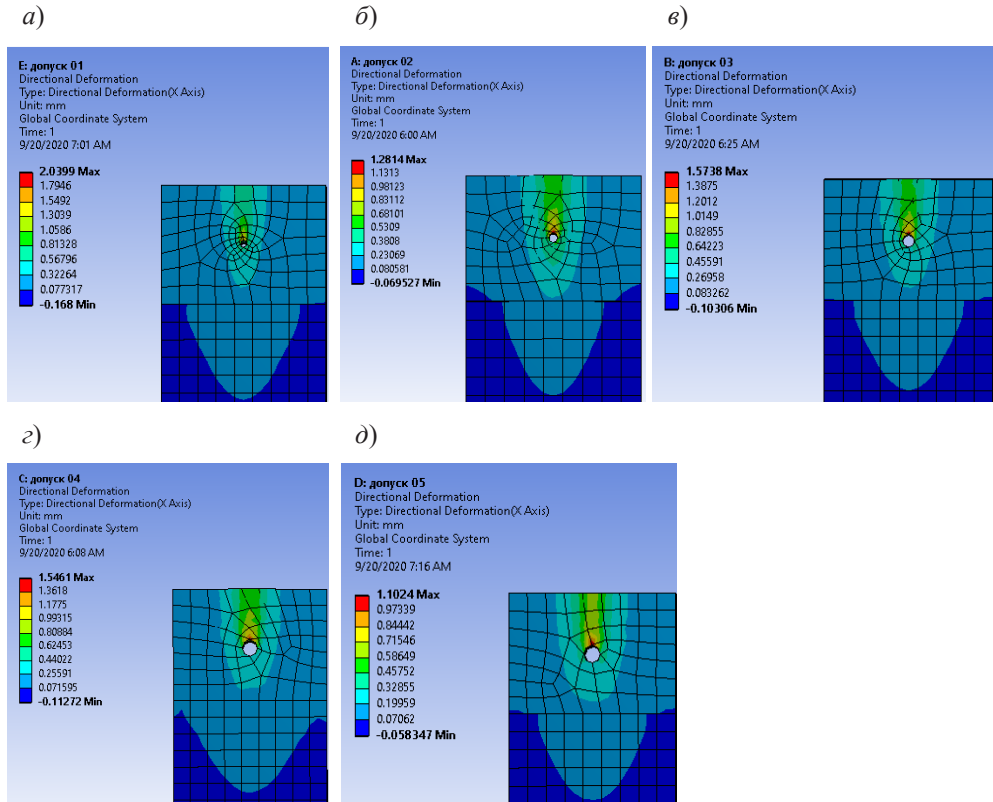 а)
E: допуск 01
Directional Deformation
Type: Directional Deformation(X Axis)
Unit: mm
Global Coordinate System
Time: 1
9/20/2020 7:01 AM
2.0399 Max
1.7946
1.5492
1.3039
1.0586
0.81328
0.56796
0.32264
0.077317
-0.168 Min
б)
A: допуск 02
Directional Deformation
Type: Directional Deformation(X Axis)
Unit: mm
Global Coordinate System
Time: 1
9/20/2020 6:00 AM
1.2814 Max
1.1313
0.98123
0.83112
0.68101
0.5309
0.3808
0.23069
0.080581
-0.069527 Min
в)
B: допуск 03
Directional Deformation
Type: Directional Deformation(X Axis)
Unit: mm
Global Coordinate System
Time: 1
9/20/2020 6:25 AM
1.5738 Max
1.3875
1.2012
1.0149
0.82855
0.64223
0.45591
0.26958
0.083262
-0.10306 Min
г)
C: допуск 04
Directional Deformation
Type: Directional Deformation(X Axis)
Unit: mm
Global Coordinate System
Time: 1
9/20/2020 6:08 AM
1.5461 Max
1.3618
1.1775
0.99315
0.80884
0.62453
0.44022
0.25591
0.071595
-0.11272 Min
д)
D: допуск 05
Directional Deformation
Type: Directional Deformation(X Axis)
Unit: mm
Global Coordinate System
Time: 1
9/20/2020 7:16 AM
1.1024 Max
0.97339
0.84442
0.71546
0.58649
0.45752
0.32855
0.19959
0.07062
-0.058347 Min